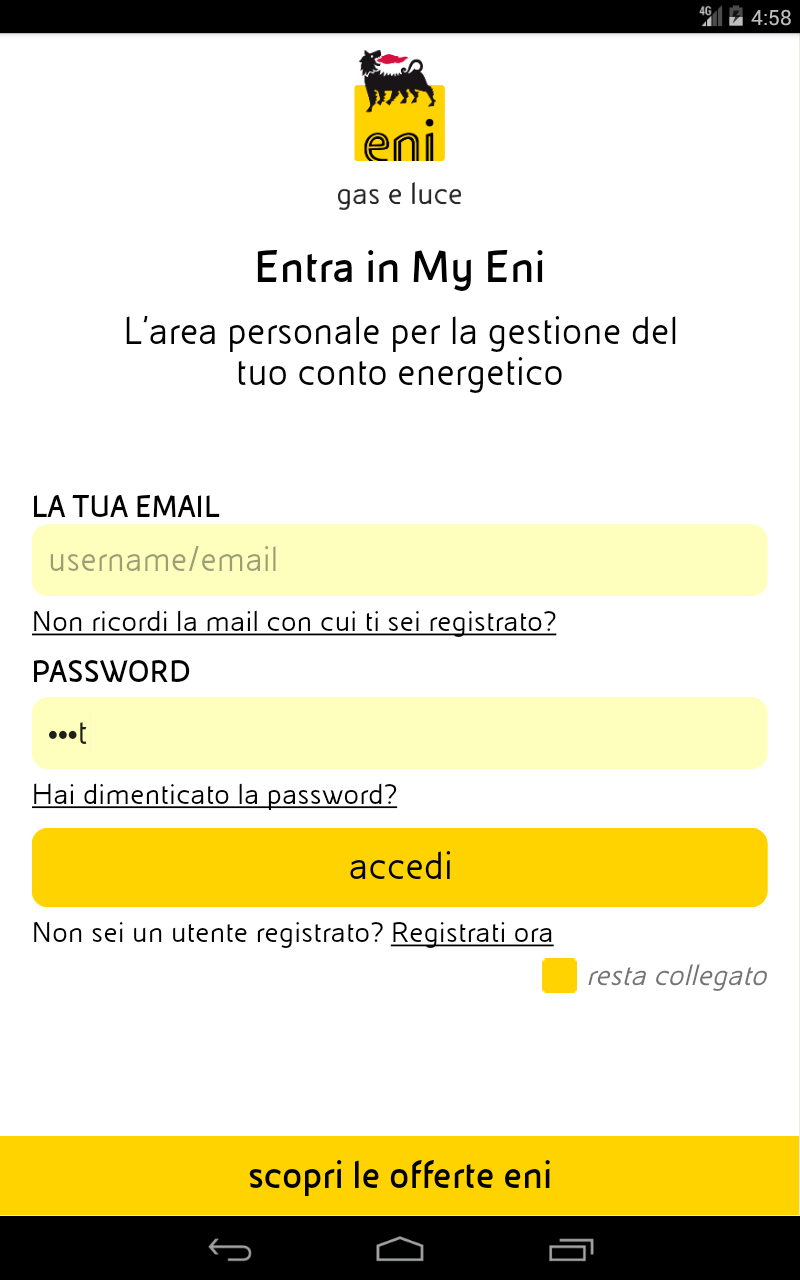 4G 4:58
eni
gas e luce
Entra in My Eni
L'area personale per la gestione del
tuo conto energetico
LA TUA EMAIL
username/email
Non ricordi la mail con cui ti sei registrato?
PASSWORD
•••t
Hai dimenticato la password?
accedi
Non sei un utente registrato? Registrati ora
resta collegato
scopri le offerte eni